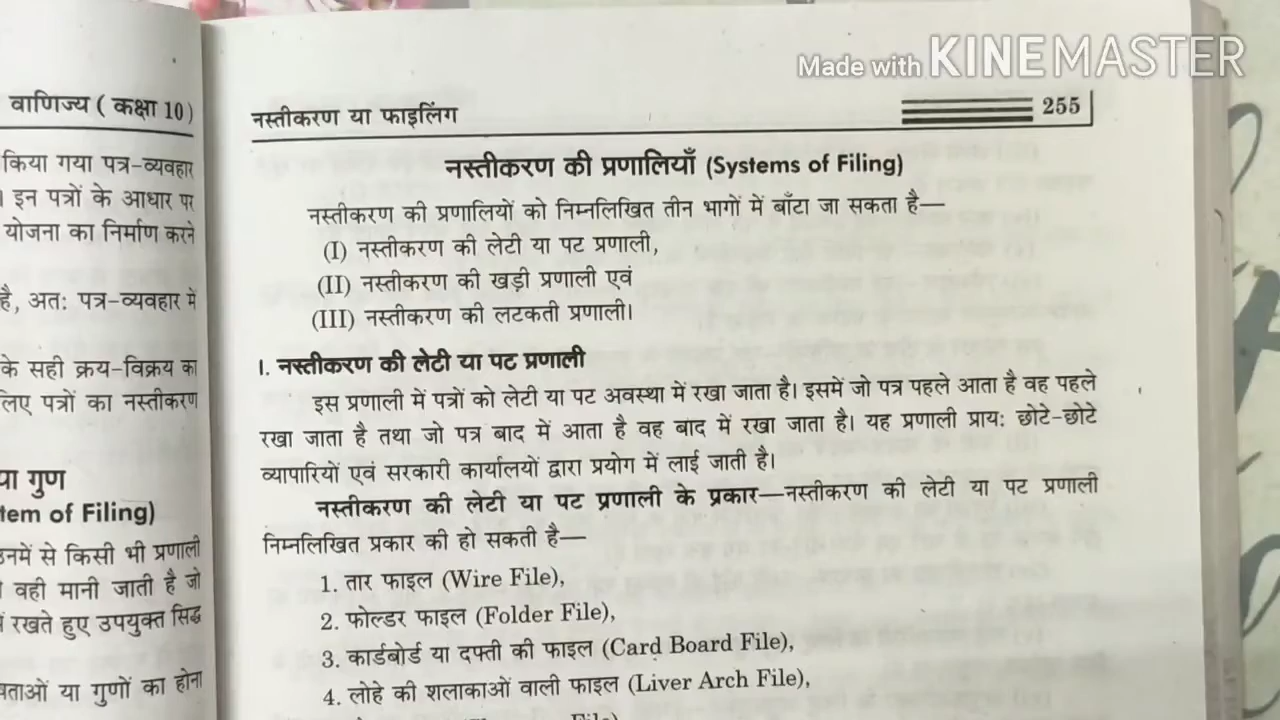 Made with KINEMASTER
वाणिज्य ( कक्षा 10)
किया गया पत्र-व्यवहार
। इन पत्रों के आधार पर
योजना का निर्माण करने
है, अतः पत्र-व्यवहार में
के सही क्रय-विक्रय का
लिए पत्रों का नस्तीकरण
या गुण
tem of Filing)
उनमें से किसी भी प्रणाली
वही मानी जाती है जो
में रखते हुए उपयुक्त सिद्ध
षताओं या गुणों का होना
नस्तीकरण या फाइलिंग 255
नस्तीकरण की प्रणालियाँ (Systems of Filing)
नस्तीकरण की प्रणालियों को निम्नलिखित तीन भागों में बाँटा जा सकता है—
(I) नस्तीकरण की लेटी या पट प्रणाली,
(II) नस्तीकरण की खड़ी प्रणाली एवं
(III) नस्तीकरण की लटकती प्रणाली।
I. नस्तीकरण की लेटी या पट प्रणाली
इस प्रणाली में पत्रों को लेटी या पट अवस्था में रखा जाता है। इसमें जो पत्र पहले आता है वह पहले
रखा जाता है तथा जो पत्र बाद में आता है वह बाद में रखा जाता है। यह प्रणाली प्राय: छोटे-छोटे
व्यापारियों एवं सरकारी कार्यालयों द्वारा प्रयोग में लाई जाती है।
नस्तीकरण की लेटी या पट प्रणाली के प्रकार—नस्तीकरण की लेटी या पट प्रणाली
निम्नलिखित प्रकार की हो सकती है—
1. तार फाइल (Wire File),
2. फोल्डर फाइल (Folder File),
3. कार्डबोर्ड या दफ्ती की फाइल (Card Board File),
4. लोहे की शलाकाओं वाली फाइल (Liver Arch File),
File)